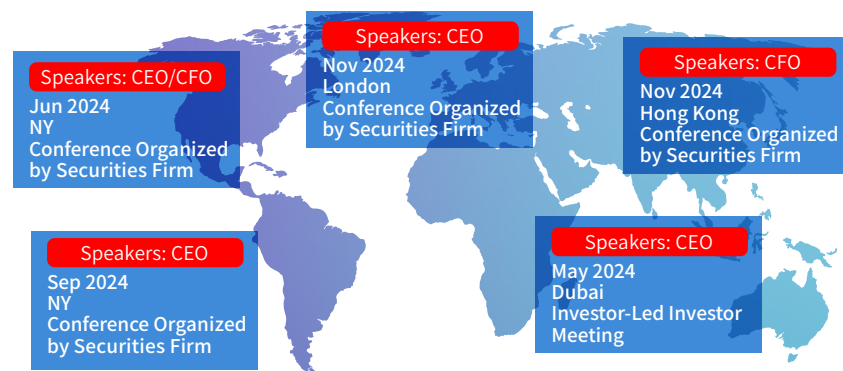 Speakers: CEO/CFO
Jun 2024
NY
Conference Organized
by Securities Firm
Speakers: CEO
Nov 2024
London
Conference Organized
by Securities Firm
Speakers: CFO
Nov 2024
Hong Kong
Conference Organized
by Securities Firm
Speakers: CEO
Sep 2024
NY
Conference Organized
by Securities Firm
Speakers: CEO
May 2024
Dubai
Investor-Led Investor
Meeting